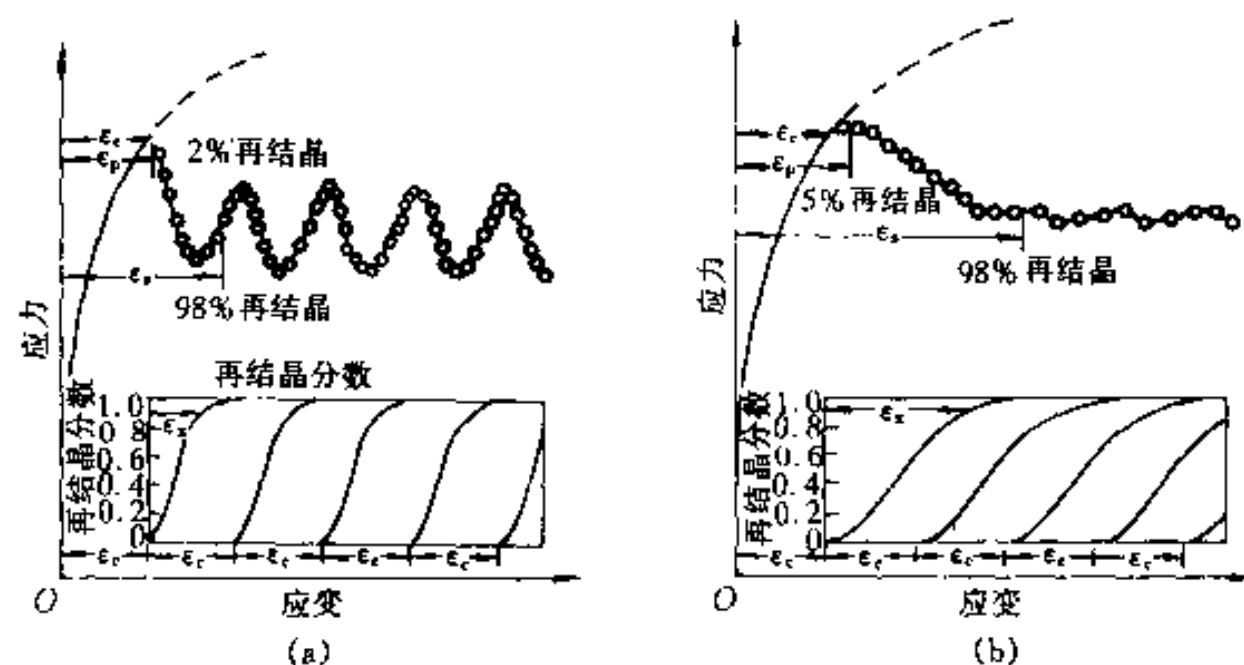 ε_c
ε_p
2%再结晶
ε_s
98%再结晶
应力
再结晶分数
再结晶分数
1.0
0.8
0.6
0.4
0.2
0
ε_x
ε_c ε_c ε_c ε_c ε_c
O
应变
(a)
ε_c
ε_p
5%再结晶
ε_s
98%再结晶
应力
再结晶分数
1.0
0.8
0.6
0.4
0.2
0
ε_x
ε_c ε_c ε_c ε_c ε_c
O
应变
(b)